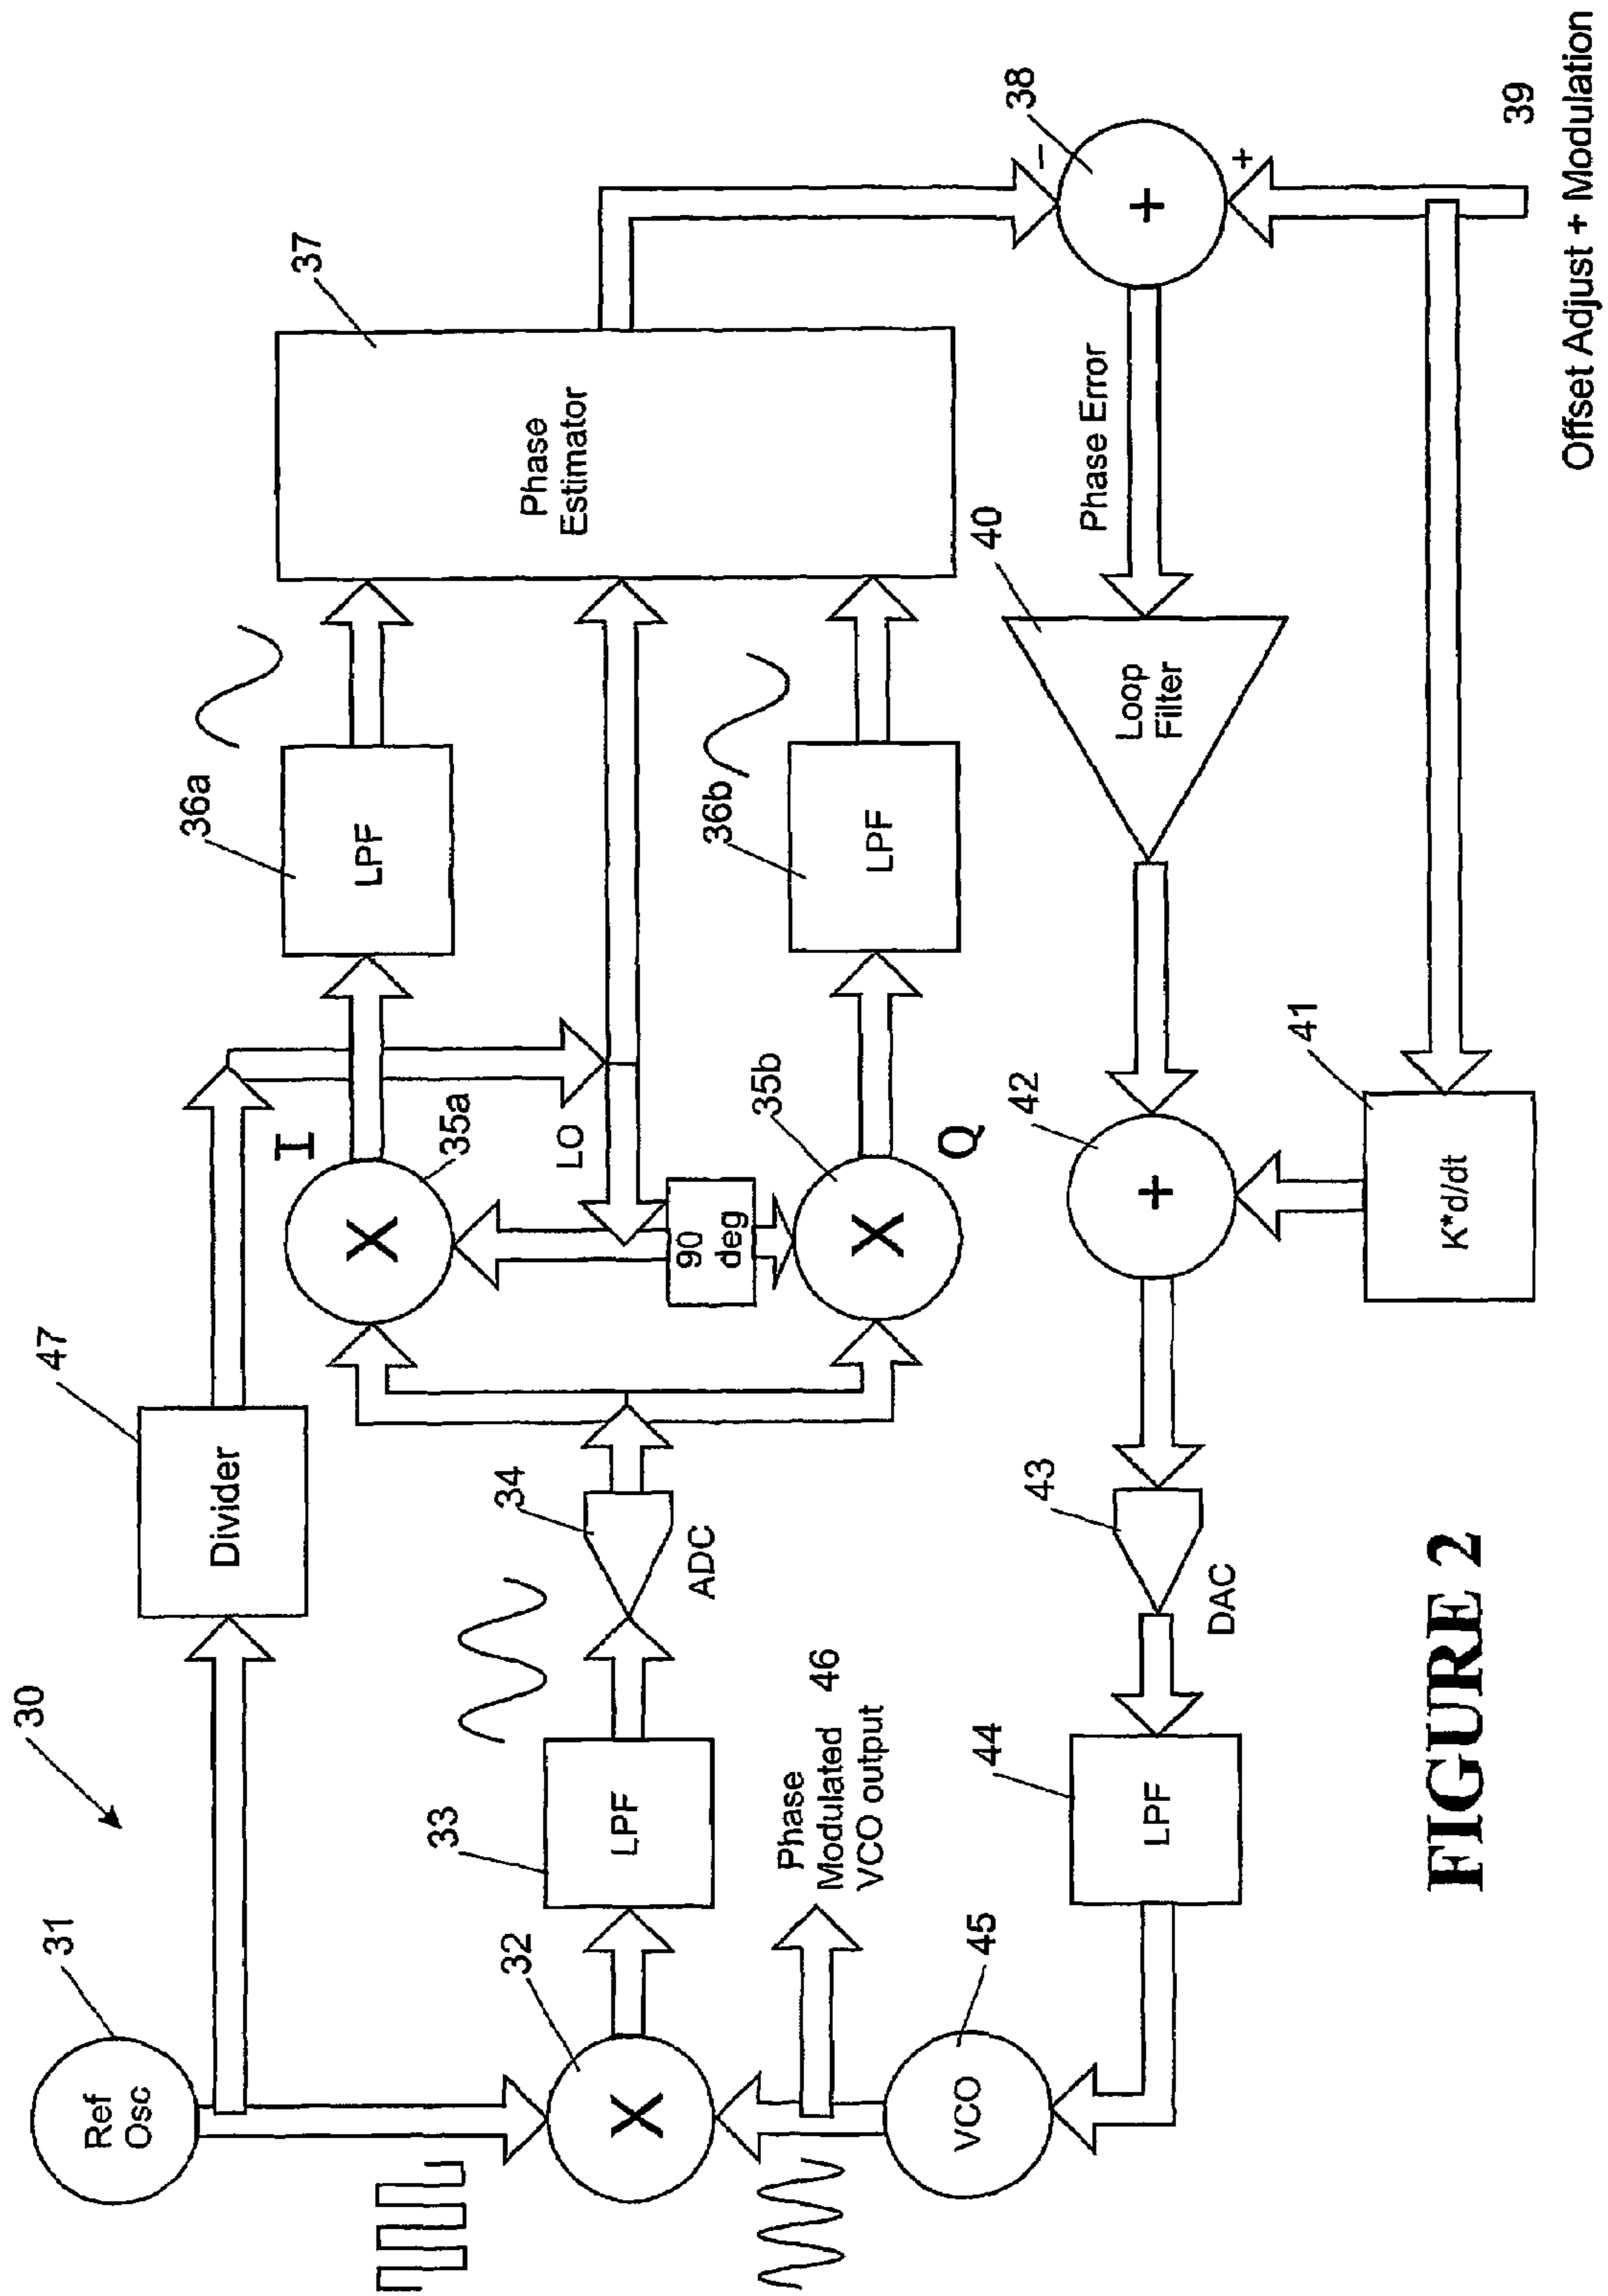 30
31
Ref
Osc
47
Divider
32
X
33
LPF
34
ADC
I
35a
X
LO
90
deg
35b
X
Q
36a
LPF
36b
LPF
37
Phase
Estimator
38
−
+
+
39
Offset Adjust + Modulation
Phase Error
40
Loop
Filter
41
K*d/dt
42
+
43
DAC
44
LPF
45
VCO
Phase
Modulated 46
VCO output
FIGURE 2